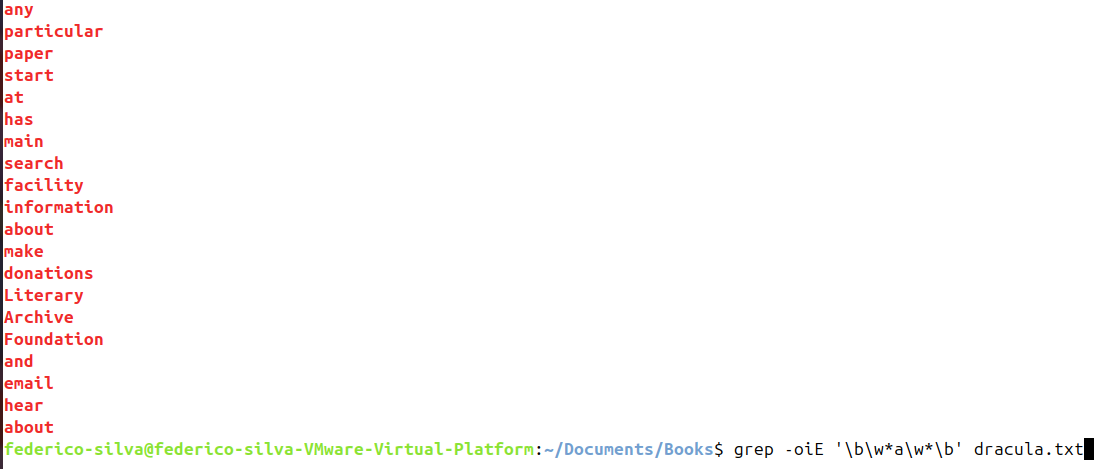 any
particular
paper
start
at
has
main
search
facility
information
about
make
donations
Literary
Archive
Foundation
and
email
hear
about
federico-silva@federico-silva-VMware-Virtual-Platform:~/Documents/Books$ grep -oiE '\b\w*a\w*\b' dracula.txt